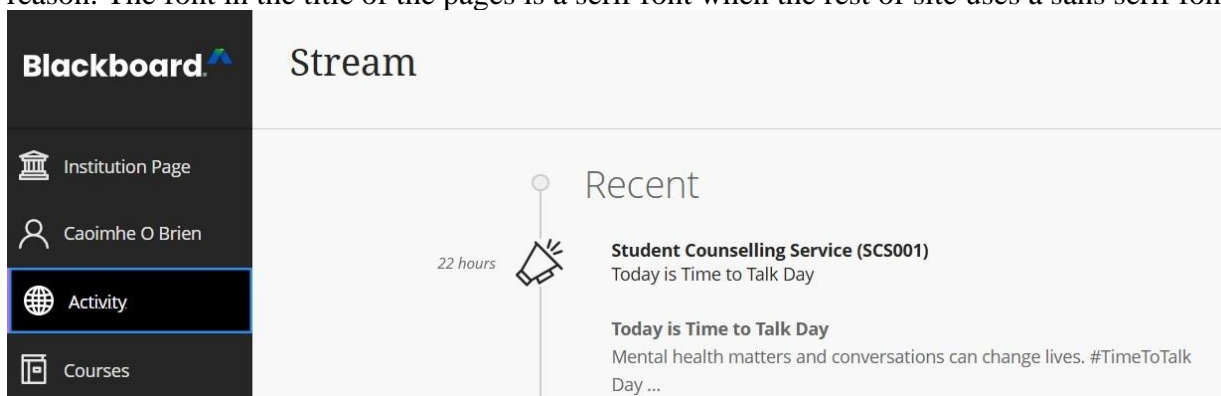 reason. The font in the title of the pages is a serif font when the rest of site uses a sans serif fon
Blackboard.
Stream
Institution Page
Recent
Caoimhe O Brien
22 hours
Student Counselling Service (SCS001)
Today is Time to Talk Day
Activity
Today is Time to Talk Day
Mental health matters and conversations can change lives. #TimeToTalk
Courses
Day ...